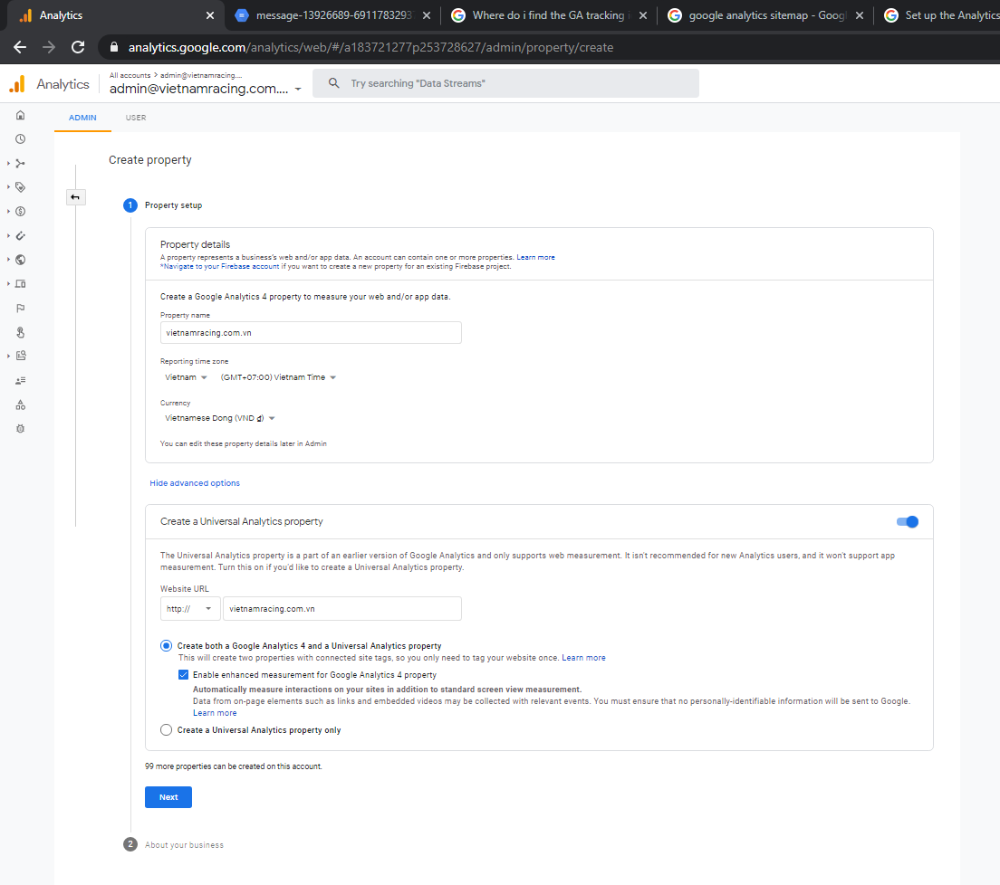 Analytics
message-13926689-6911783293
Where do i find the GA tracking
google analytics sitemap - Goog
Set up the Analytics
analytics.google.com/analytics/web/#/a183721277p253728627/admin/property/create
Analytics
All accounts > admin@vietnamracing....
admin@vietnamracing.com....
Try searching "Data Streams"
ADMIN
USER
Create property
1
Property setup
Property details
A property represents a business's web and/or app data. An account can contain one or more properties. Learn more
*Navigate to your Firebase account if you want to create a new property for an existing Firebase project.
Create a Google Analytics 4 property to measure your web and/or app data.
Property name
vietnamracing.com.vn
Reporting time zone
Vietnam
(GMT+07:00) Vietnam Time
Currency
Vietnamese Dong (VND ₫)
You can edit these property details later in Admin
Hide advanced options
Create a Universal Analytics property
The Universal Analytics property is a part of an earlier version of Google Analytics and only supports web measurement. It isn't recommended for new Analytics users, and it won't support app
measurement. Turn this on if you'd like to create a Universal Analytics property.
Website URL
http://
vietnamracing.com.vn
Create both a Google Analytics 4 and a Universal Analytics property
This will create two properties with connected site tags, so you only need to tag your website once. Learn more
Enable enhanced measurement for Google Analytics 4 property
Automatically measure interactions on your sites in addition to standard screen view measurement.
Data from on-page elements such as links and embedded videos may be collected with relevant events. You must ensure that no personally-identifiable information will be sent to Google.
Learn more
Create a Universal Analytics property only
99 more properties can be created on this account.
Next
2
About your business